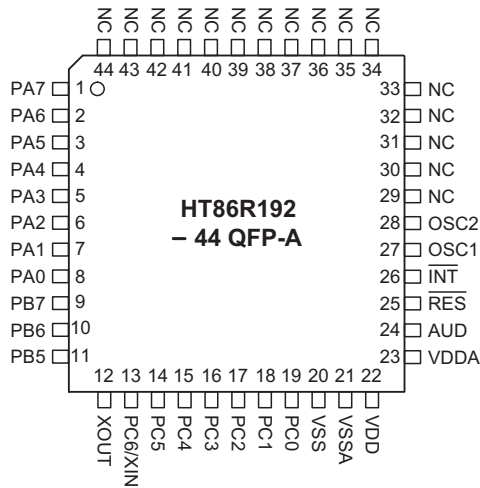 NC NC NC NC NC NC NC NC NC NC NC
44 43 42 41 40 39 38 37 36 35 34
PA7 1 33 NC
PA6 2 32 NC
PA5 3 31 NC
PA4 4 30 NC
PA3 5 29 NC
PA2 6 28 OSC2
PA1 7 27 OSC1
PA0 8 26 INT
PB7 9 25 RES
PB6 10 24 AUD
PB5 11 23 VDDA
HT86R192
– 44 QFP-A
12 13 14 15 16 17 18 19 20 21 22
XOUT PC6/XIN PC5 PC4 PC3 PC2 PC1 PC0 VSS VSSA VDD